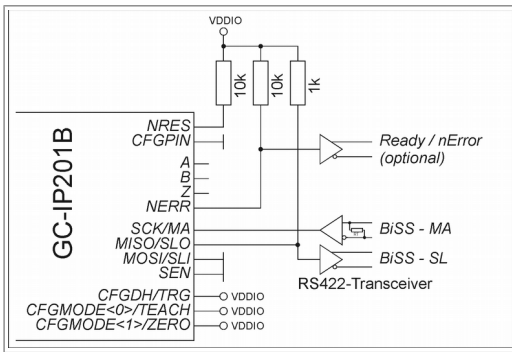 VDDIO
10k
10k
1k
GC-IP201B
NRES
CFGPIN
A
B
Z
NERR
SCK/MA
MISO/SLO
MOSI/SLI
SEN
CFGDH/TRG
CFGMODE<0>/TEACH
CFGMODE<1>/ZERO
VDDIO
VDDIO
VDDIO
Ready / nError
(optional)
BiSS - MA
BiSS - SL
RS422-Transceiver